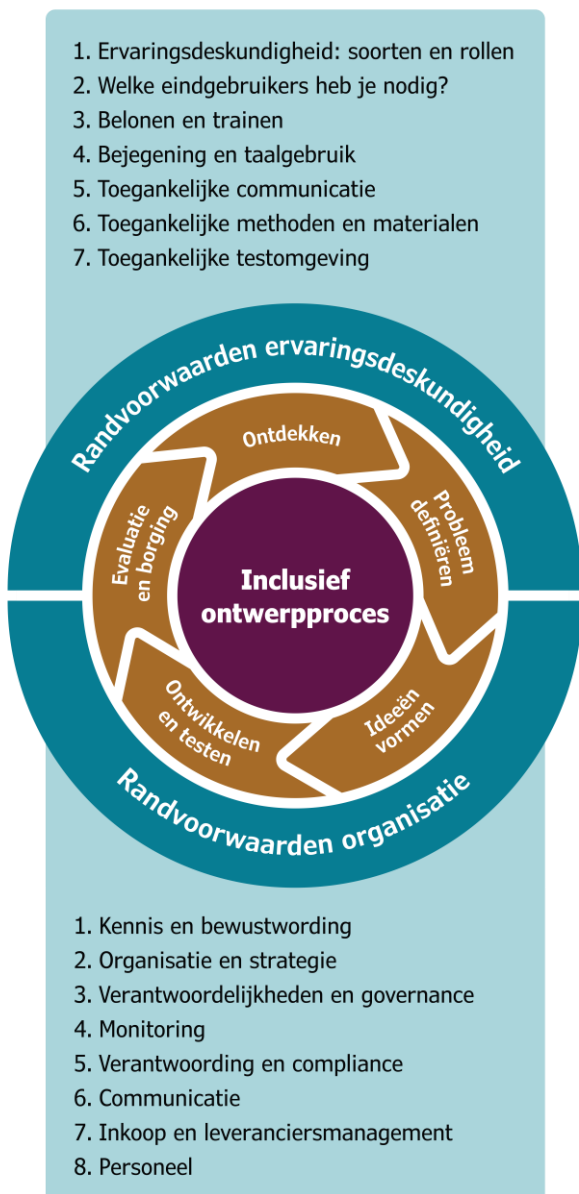 1. Ervaringsdeskundigheid: soorten en rollen
2. Welke eindgebruikers heb je nodig?
3. Belonen en trainen
4. Bejegening en taalgebruik
5. Toegankelijke communicatie
6. Toegankelijke methoden en materialen
7. Toegankelijke testomgeving
Randvoorwaarden ervaringsdeskundigheid
Ontdekken
Probleem
definiëren
Ideeën
vormen
Ontwikkelen
en testen
Evaluatie
en borging
Inclusief
ontwerpproces
Randvoorwaarden organisatie
1. Kennis en bewustwording
2. Organisatie en strategie
3. Verantwoordelijkheden en governance
4. Monitoring
5. Verantwoording en compliance
6. Communicatie
7. Inkoop en leveranciersmanagement
8. Personeel